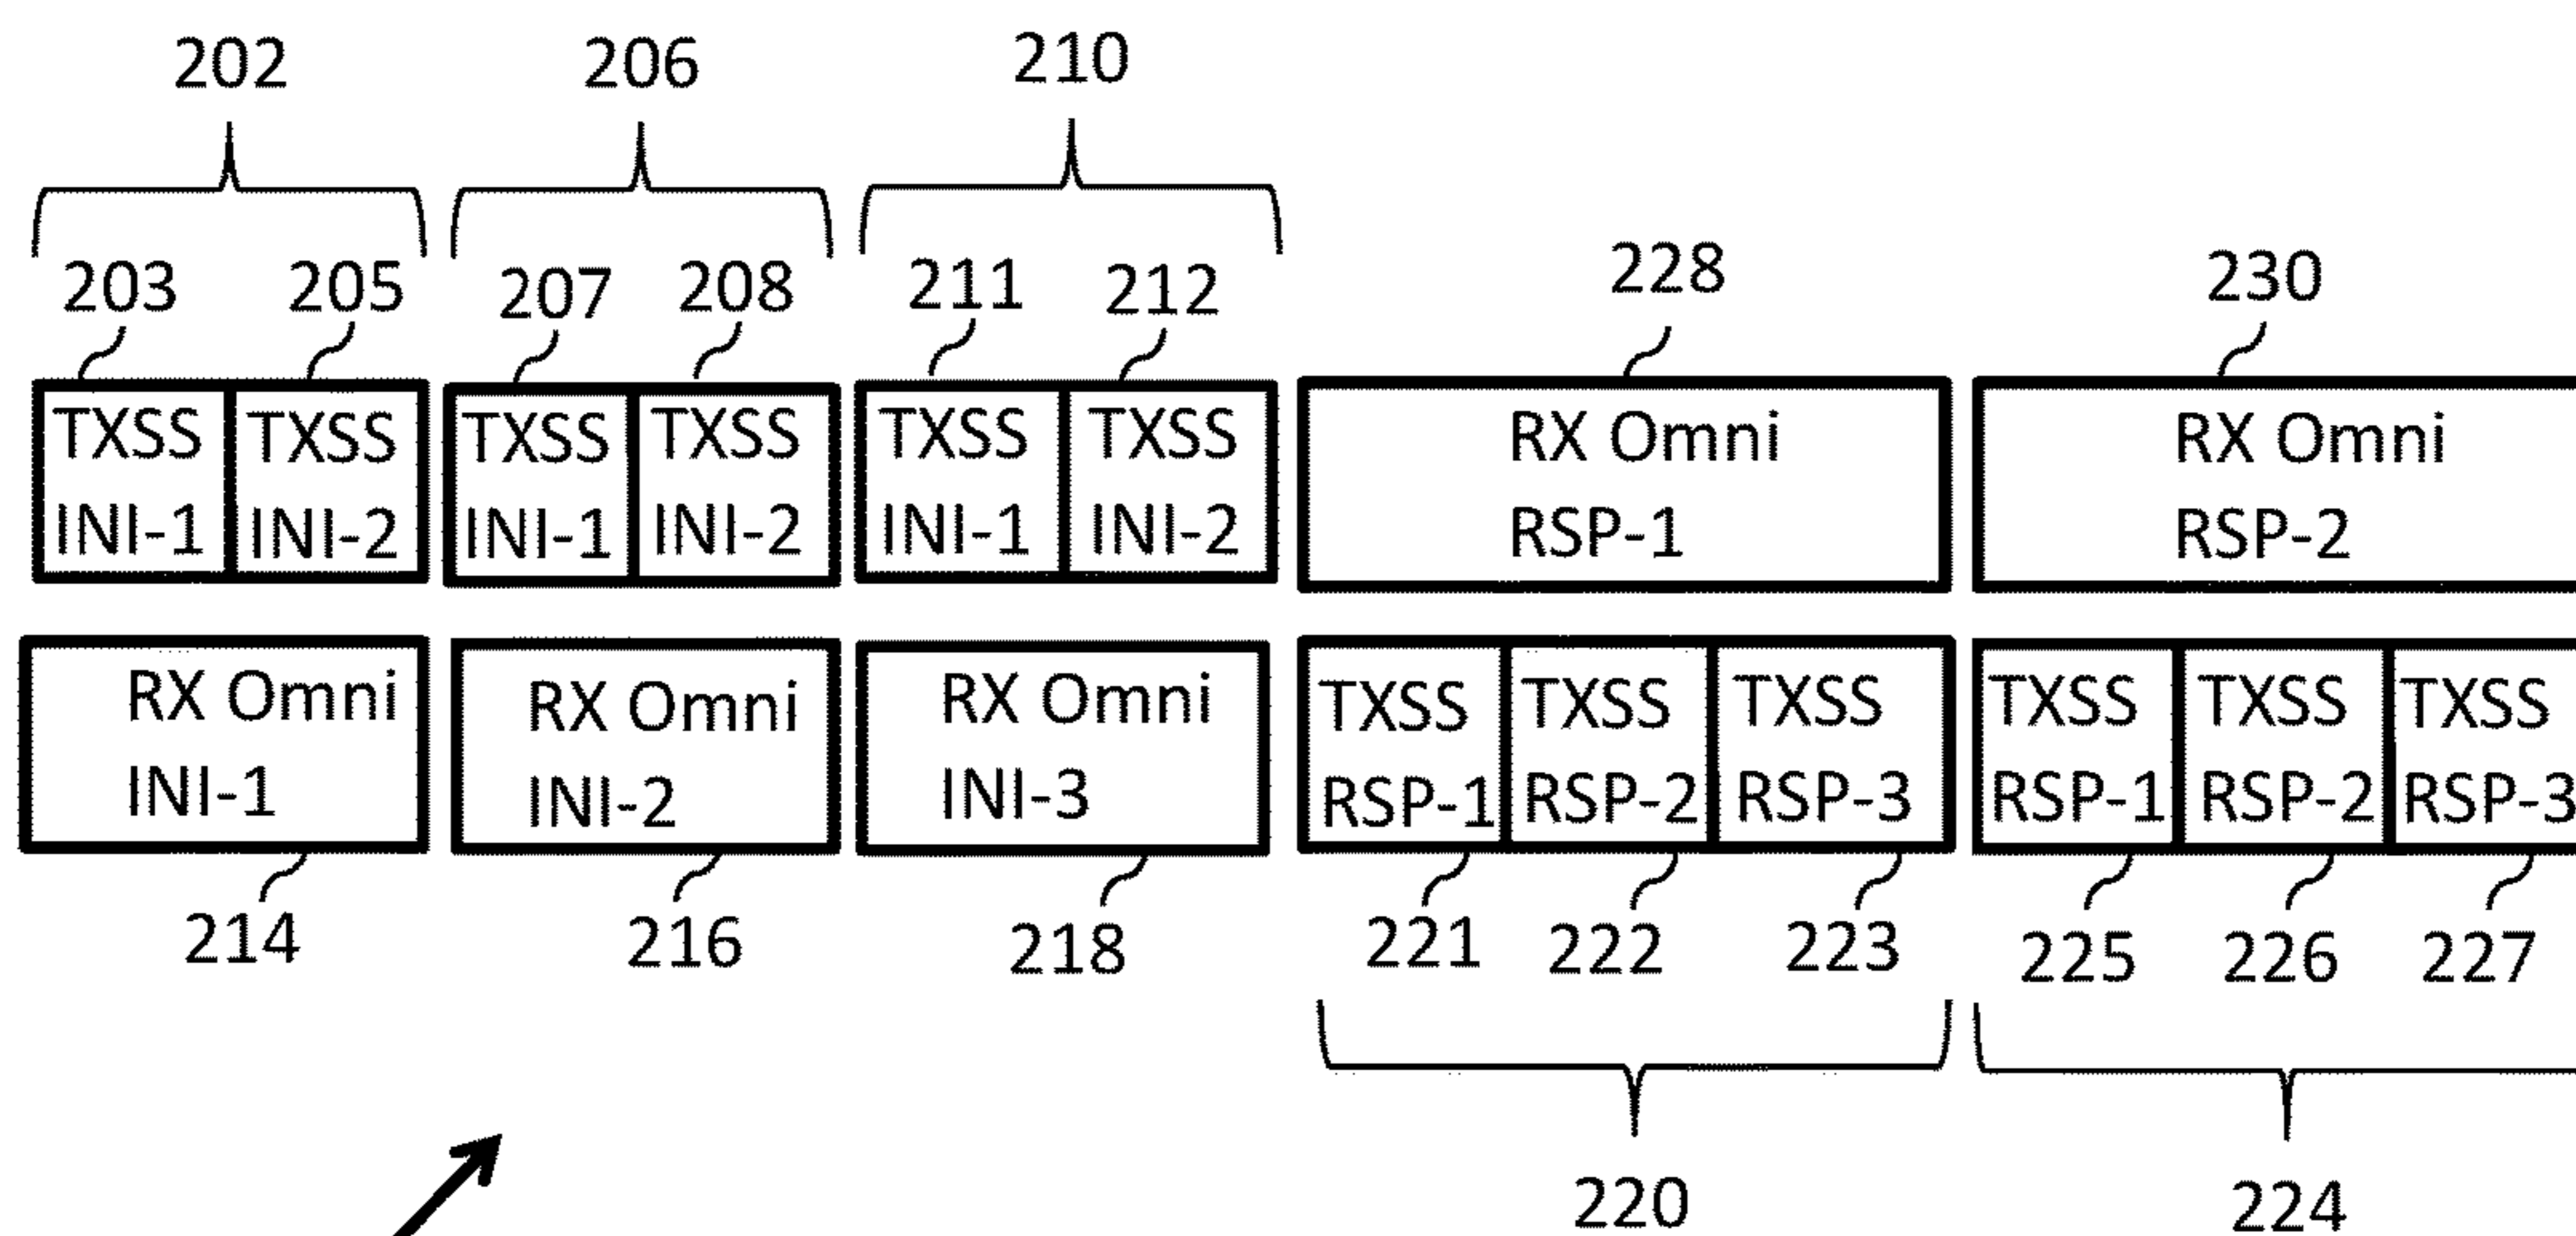 202 206 210
203 205 207 208 211 212 228 230
TXSS TXSS TXSS TXSS TXSS TXSS RX Omni RX Omni
INI-1 INI-2 INI-1 INI-2 INI-1 INI-2 RSP-1 RSP-2
RX Omni RX Omni RX Omni TXSS TXSS TXSS TXSS TXSS TXSS
INI-1 INI-2 INI-3 RSP-1 RSP-2 RSP-3 RSP-1 RSP-2 RSP-3
214 216 218 221 222 223 225 226 227
220 224